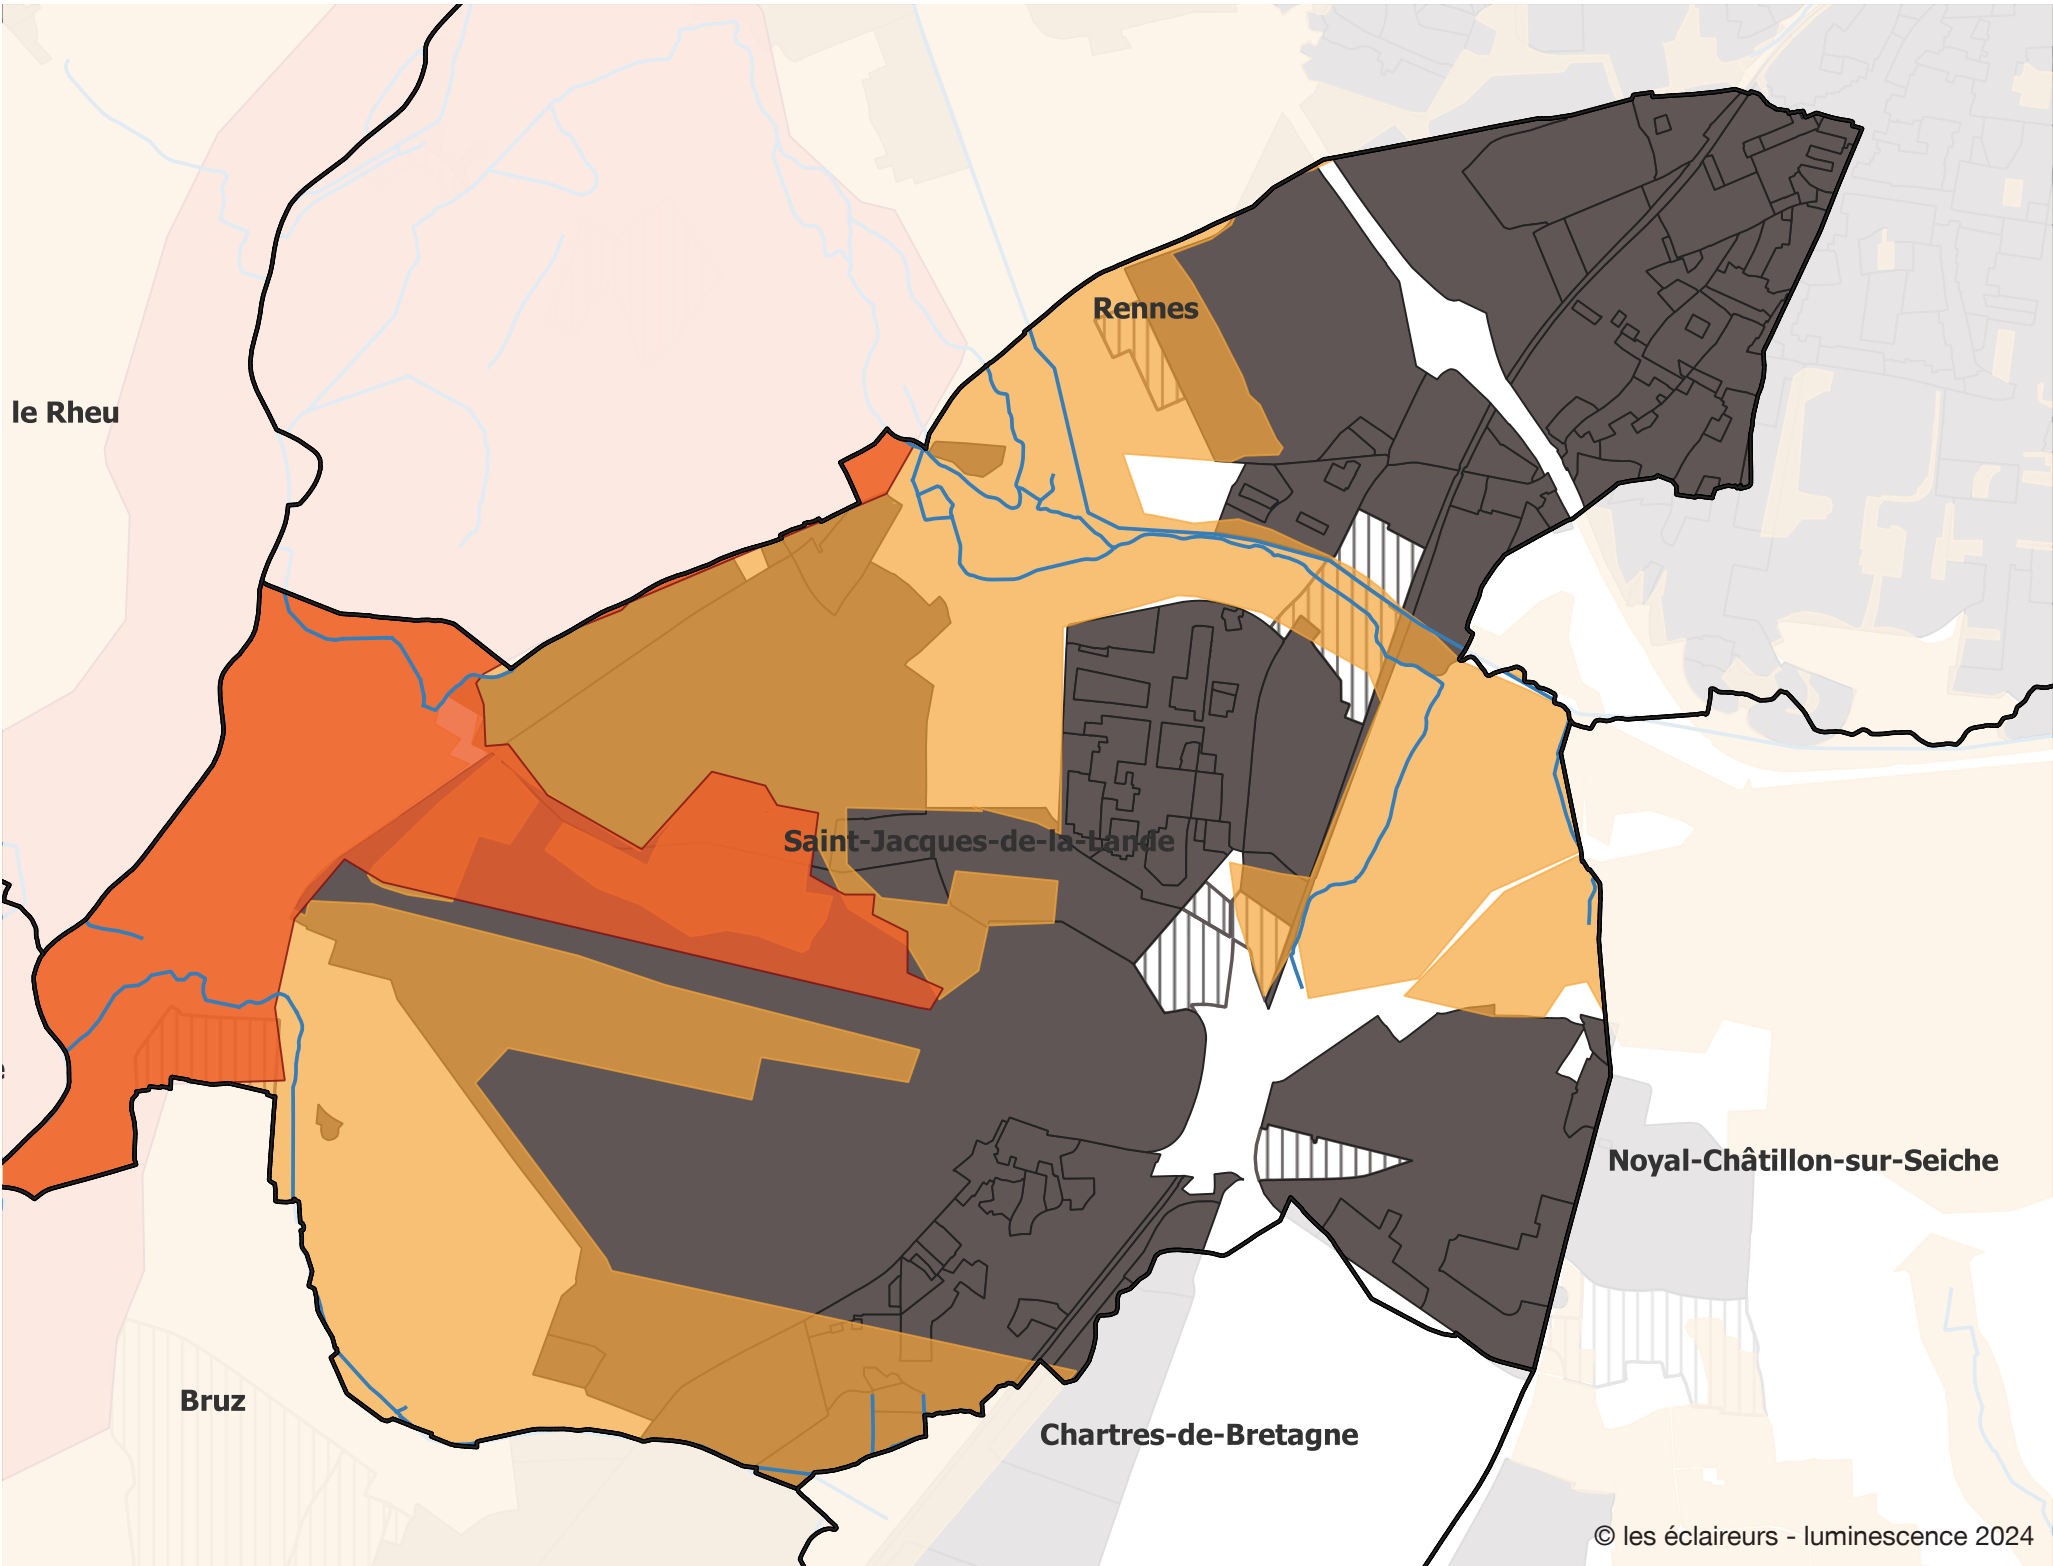 Rennes
le Rheu
Saint-Jacques-de-la-Lande
Noyal-Châtillon-sur-Seiche
Bruz
Chartres-de-Bretagne
© les éclaireurs - luminescence 2024